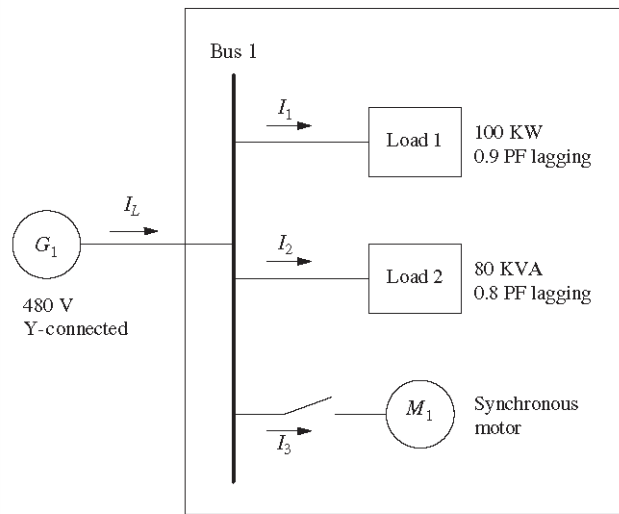 Bus 1
I1
Load 1
100 KW
0.9 PF lagging
IL
G1
480 V
Y-connected
I2
Load 2
80 KVA
0.8 PF lagging
I3
M1
Synchronous
motor